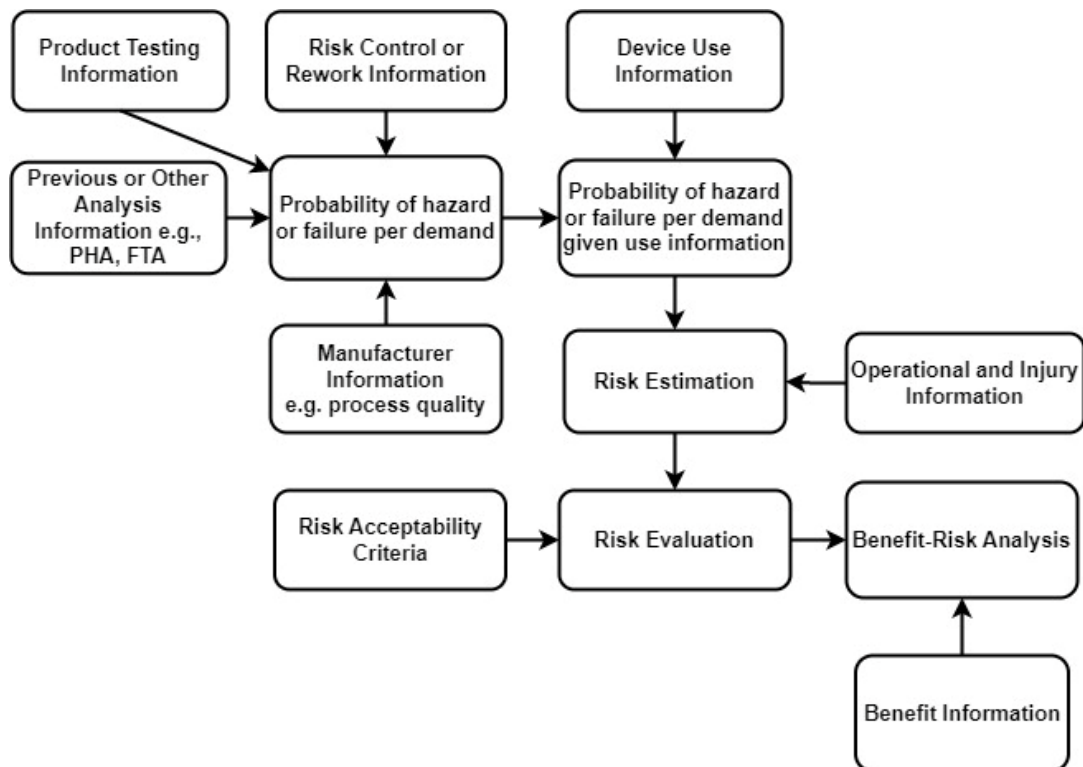 Product Testing
Information
Risk Control or
Rework Information
Device Use
Information
Previous or Other
Analysis
Information e.g.,
PHA, FTA
Probability of hazard
or failure per demand
Probability of hazard
or failure per demand
given use information
Manufacturer
Information
e.g. process quality
Risk Estimation
Operational and Injury
Information
Risk Acceptability
Criteria
Risk Evaluation
Benefit-Risk Analysis
Benefit Information